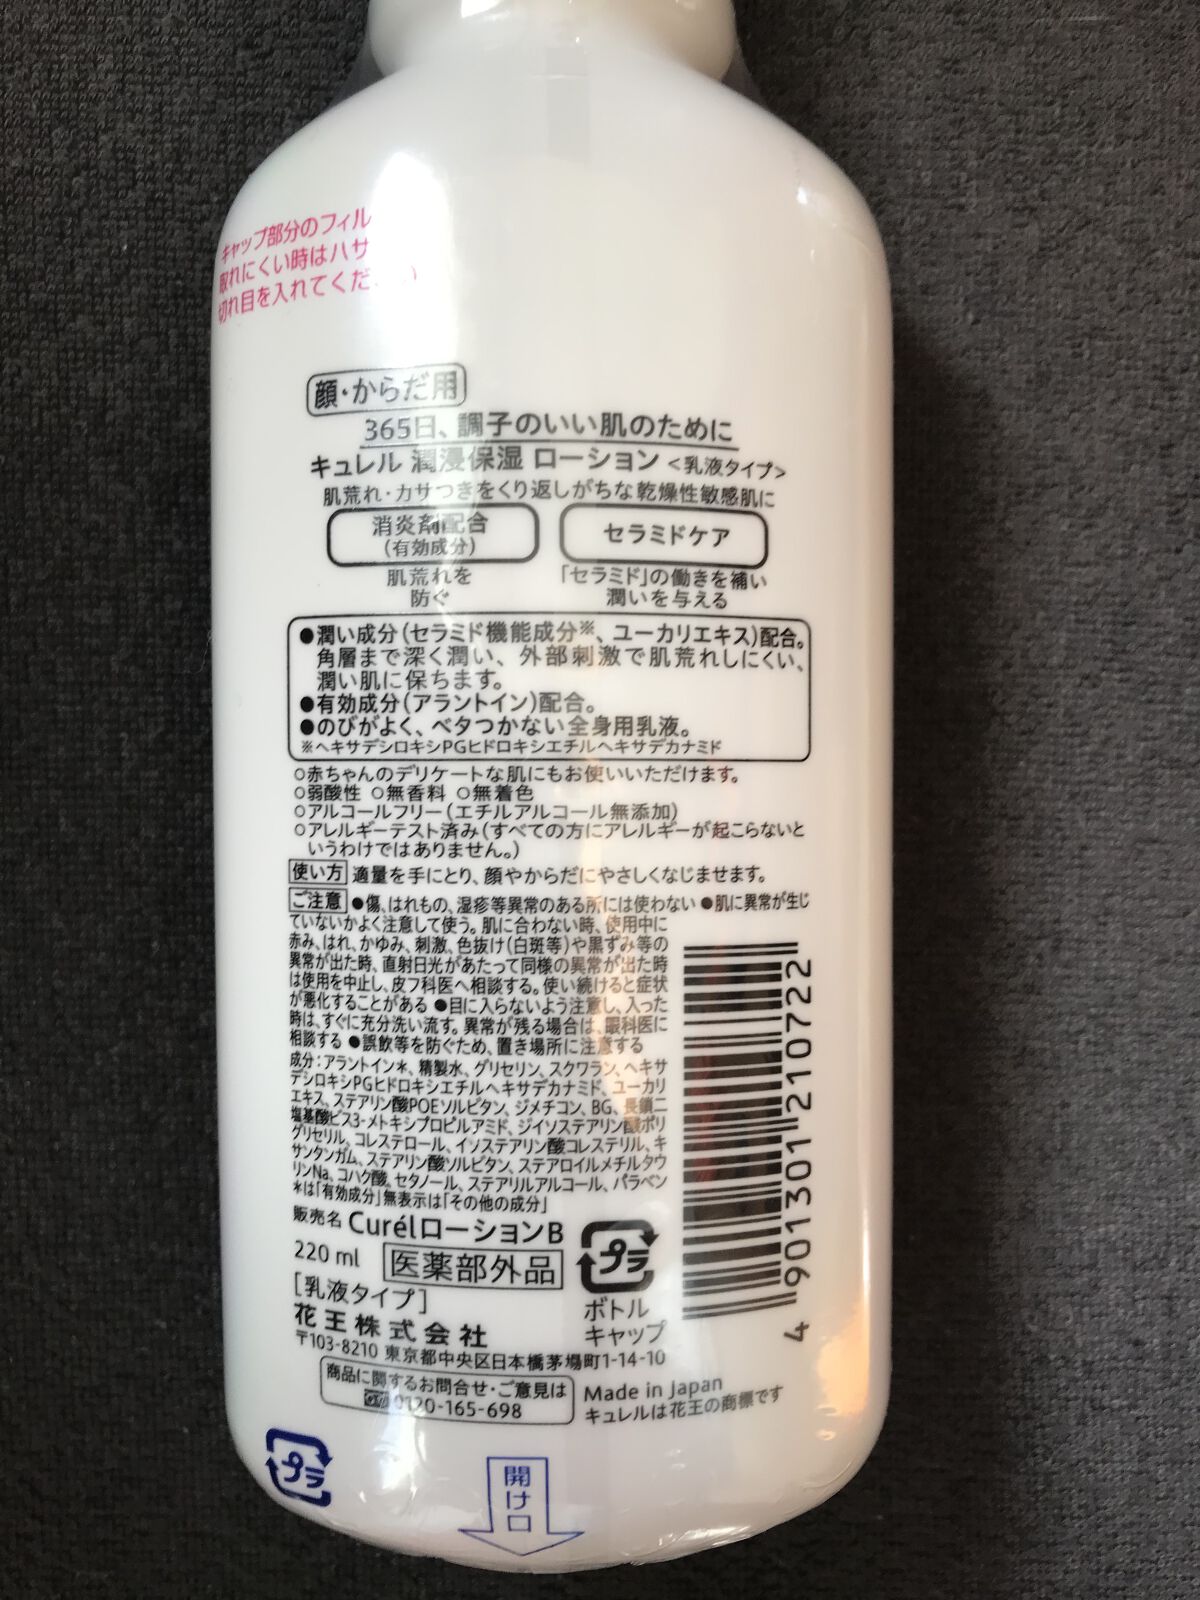 キャップ部分のフィル
取れにくい時はハサ
切れ目を入れてくだ い
顔・からだ用
365日、調子のいい肌のために
キュレル 潤浸保湿 ローション<乳液タイプ>
肌荒れ・カサつきをくり返しがちな乾燥性敏感肌に
消炎剤配合 セラミドケア
(有効成分)
肌荒れを 「セラミド」の働きを補い
防ぐ 潤いを与える
●潤い成分(セラミド機能成分※、ユーカリエキス)配合。
角層まで深く潤い、外部刺激で肌荒れしにくい、
潤い肌に保ちます。
●有効成分(アラントイン)配合。
●のびがよく、ベタつかない全身用乳液。
※ヘキサデシロキシPGヒドロキシエチルヘキサデカナミド
○赤ちゃんのデリケートな肌にもお使いいただけます。
○弱酸性 ○無香料 ○無着色
○アルコールフリー(エチルアルコール無添加)
○アレルギーテスト済み(すべての方にアレルギーが起こらないと
いうわけではありません。)
使い方 適量を手にとり、顔やからだにやさしくなじませます。
ご注意 ●傷、はれもの、湿疹等異常のある所には使わない ●肌に異常が生じ
ていないかよく注意して使う。肌に合わない時、使用中に
赤み、はれ、かゆみ、刺激、色抜け(白斑等)や黒ずみ等の
異常が出た時、直射日光があたって同様の異常が出た時
は使用を中止し、皮フ科医へ相談する。使い続けると症状
が悪化することがある ●目に入らないよう注意し、入った
時は、すぐに充分洗い流す。異常が残る場合は、眼科医に
相談する ●誤飲等を防ぐため、置き場所に注意する
成分:アラントイン*、精製水、グリセリン、スクワラン、ヘキサ
デシロキシPGヒドロキシエチルヘキサデカナミド、ユーカリ
エキス、ステアリン酸POEソルビタン、ジメチコン、BG、長鎖二
塩基酸ビス3-メトキシプロピルアミド、ジイソステアリン酸ポリ
グリセリル、コレステロール、イソステアリン酸コレステリル、キ
サンタンガム、ステアリン酸ソルビタン、ステアロイルメチルタウ
リンNa、コハク酸、セタノール、ステアリルアルコール、パラベン
*は「有効成分」無表示は「その他の成分」
販売名 CurélローションB
220 ml 医薬部外品
[乳液タイプ]
花王株式会社
〒103-8210 東京都中央区日本橋茅場町1-14-10
商品に関するお問合せ・ご意見は
0120-165-698
プラ
ボトル
キャップ
Made in Japan
キュレルは花王の商標です
4 901301 210722
プラ
開け口